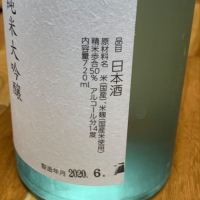 純米大吟醸
品目 日本酒
原材料名 米(国産)、米麹(国産米使用)
精米歩合50% アルコール分14度
内容量720ml
製造年月 2020. 6.